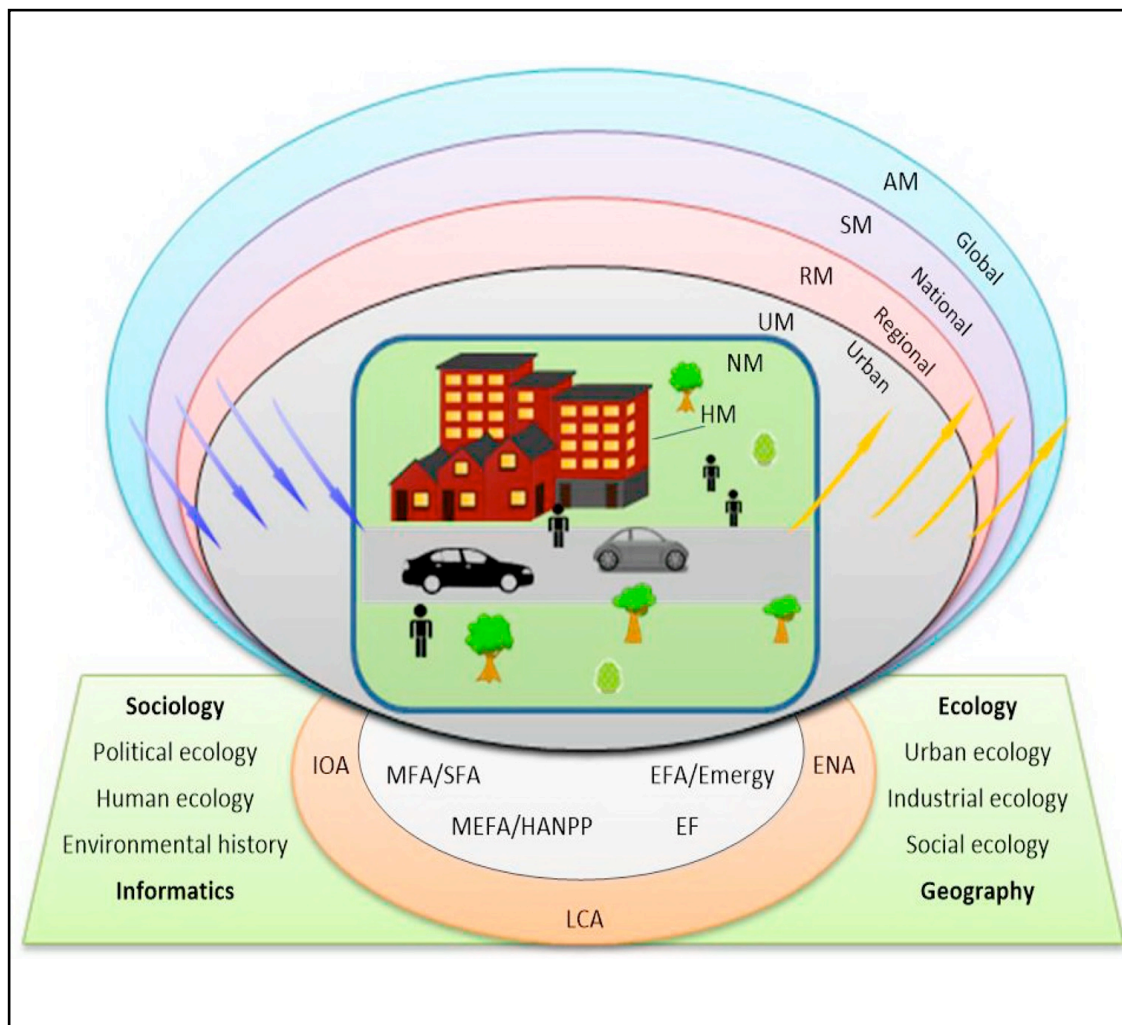 AM
Global
SM
National
RM
Regional
UM
Urban
NM
HM
Sociology
Political ecology
Human ecology
Environmental history
Informatics
IOA
MFA/SFA
EFA/Emergy
ENA
MEFA/HANPP
EF
LCA
Ecology
Urban ecology
Industrial ecology
Social ecology
Geography